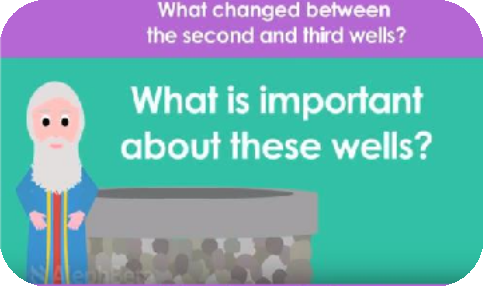 What changed between
the second and third wells?
What is important
about these wells?